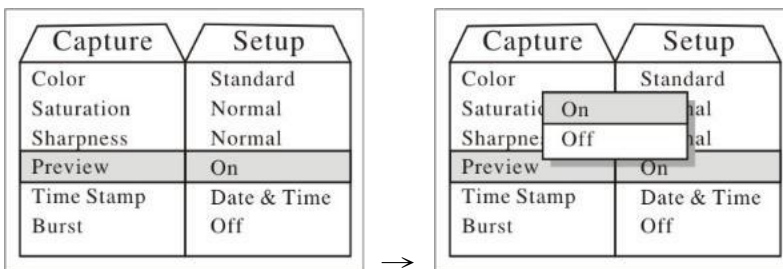 Capture Setup
Color Standard
Saturation Normal
Sharpness Normal
Preview On
Time Stamp Date & Time
Burst Off
→
Capture Setup
Color Standard
On
Off
Preview On
Time Stamp Date & Time
Burst Off